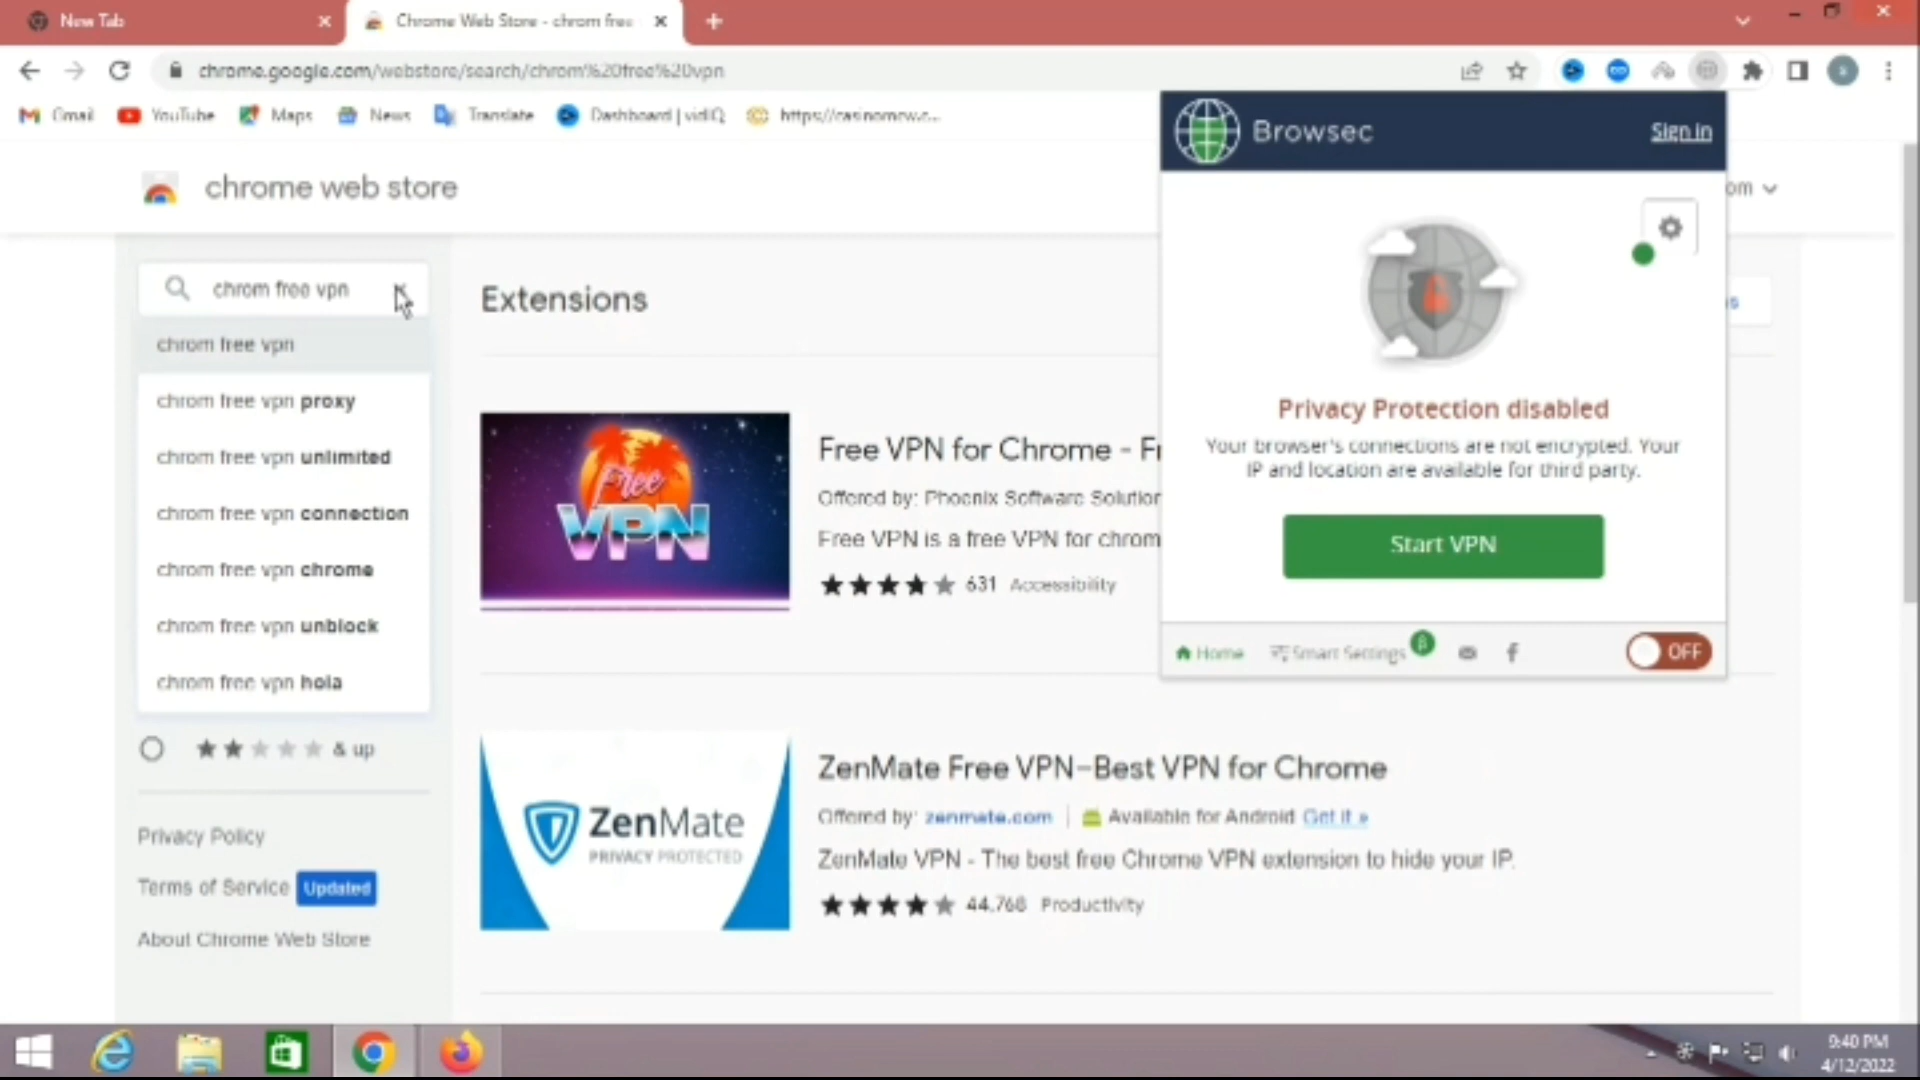 New Tab
Chrome Web Store - chrom free
chrome.google.com/webstore/search/chrom%20free%20vpn
Gmail
YouTube
Maps
News
Translate
Dashboard | vidIQ
chrome web store
om
Browsec
Sign in
chrom free vpn
chrom free vpn
chrom free vpn proxy
chrom free vpn unlimited
chrom free vpn connection
chrom free vpn chrome
chrom free vpn unblock
chrom free vpn hola
& up
Privacy Policy
Terms of Service Updated
About Chrome Web Store
Extensions
Free
VPN
Free VPN for Chrome - Fr
Offered by: Phoenix Software Solution
Free VPN is a free VPN for chrom
631 Accessibility
Privacy Protection disabled
Your browser's connections are not encrypted. Your
IP and location are available for third party.
Start VPN
Home
Smart Settings β
OFF
ZenMate
PRIVACY PROTECTED
ZenMate Free VPN–Best VPN for Chrome
Offered by: zenmate.com
Available for Android Get it »
ZenMate VPN - The best free Chrome VPN extension to hide your IP.
44,768 Productivity
9:40 PM
4/12/2022